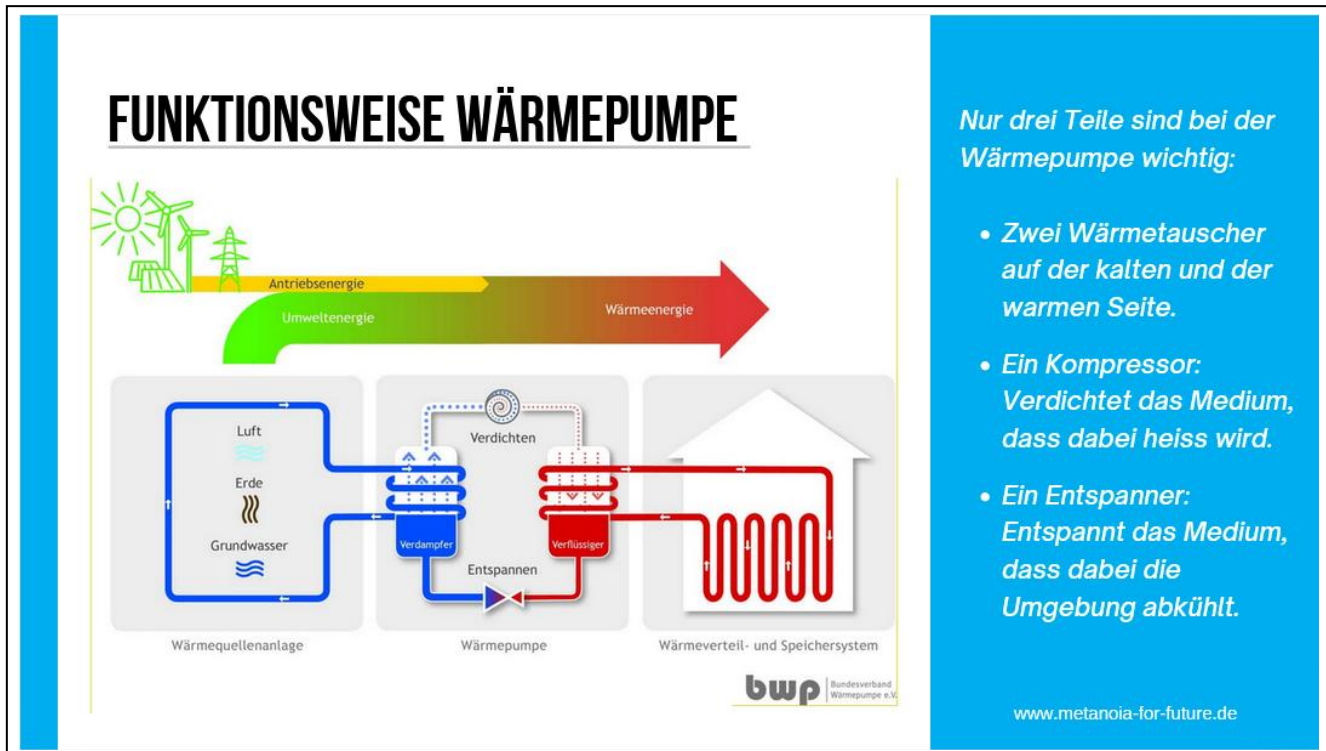 FUNKTIONSWEISE WÄRMEPUMPE
Antriebsenergie
Umweltenergie
Wärmeenergie
Luft
Erde
Grundwasser
Verdichten
Verdampfer
Verflüssiger
Entspannen
Wärmequellenanlage
Wärmepumpe
Wärmeverteil- und Speichersystem
bwp
Bundesverband
Wärmepumpe e.V.
Nur drei Teile sind bei der
Wärmepumpe wichtig:
• Zwei Wärmetauscher
auf der kalten und der
warmen Seite.
• Ein Kompressor:
Verdichtet das Medium,
dass dabei heiss wird.
• Ein Entspanner:
Entspannt das Medium,
dass dabei die
Umgebung abkühlt.
www.metanoia-for-future.de